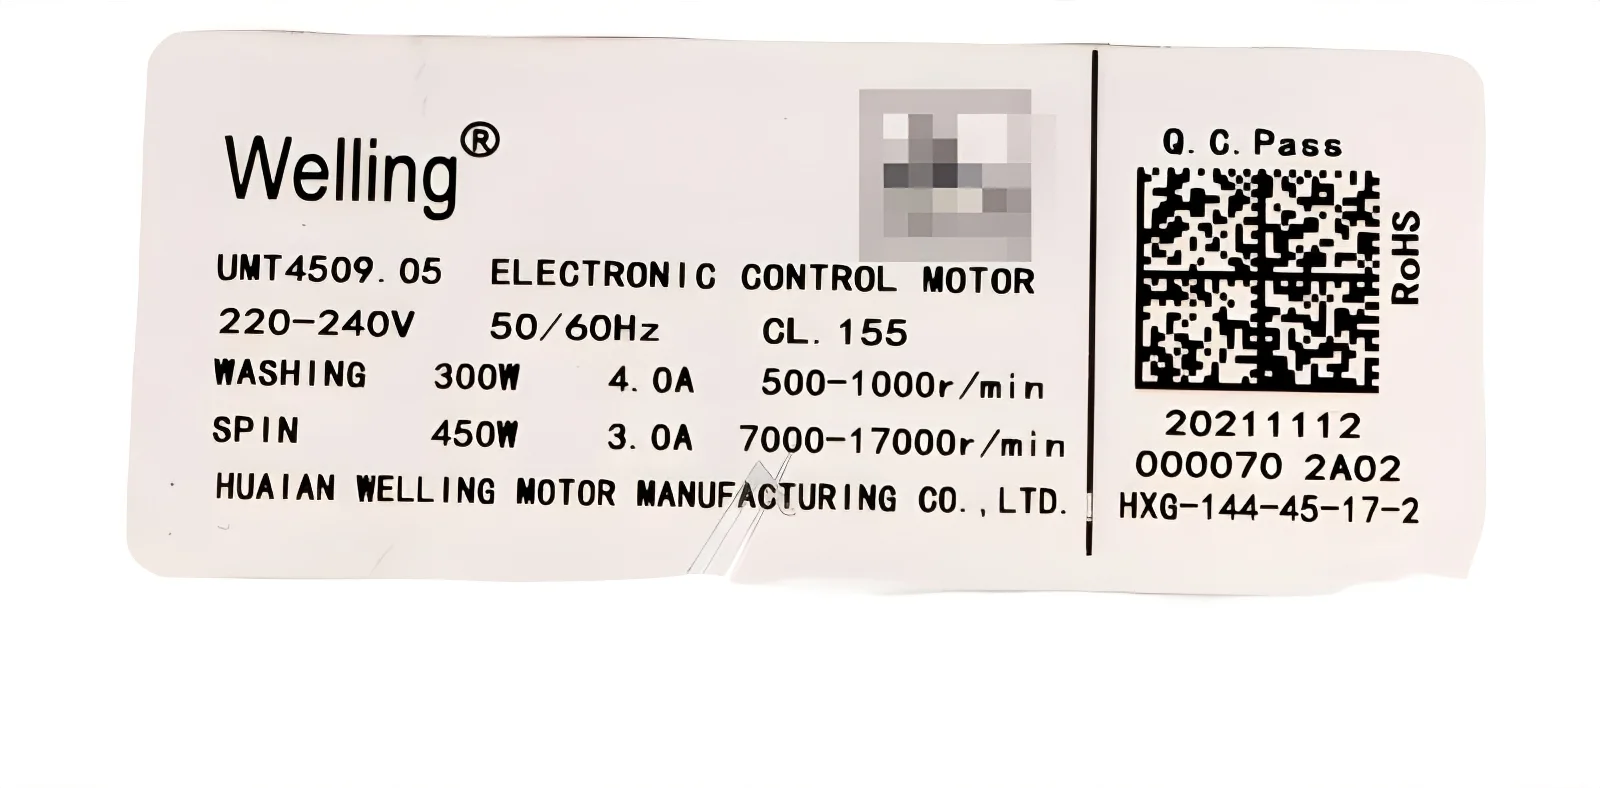 Welling®
UMT4509.05 ELECTRONIC CONTROL MOTOR
220-240V 50/60Hz CL.155
WASHING 300W 4.0A 500-1000r/min
SPIN 450W 3.0A 7000-17000r/min
HUAIAN WELLING MOTOR MANUFACTURING CO.,LTD.
Q.C.Pass
RoHS
20211112
000070 2A02
HXG-144-45-17-2